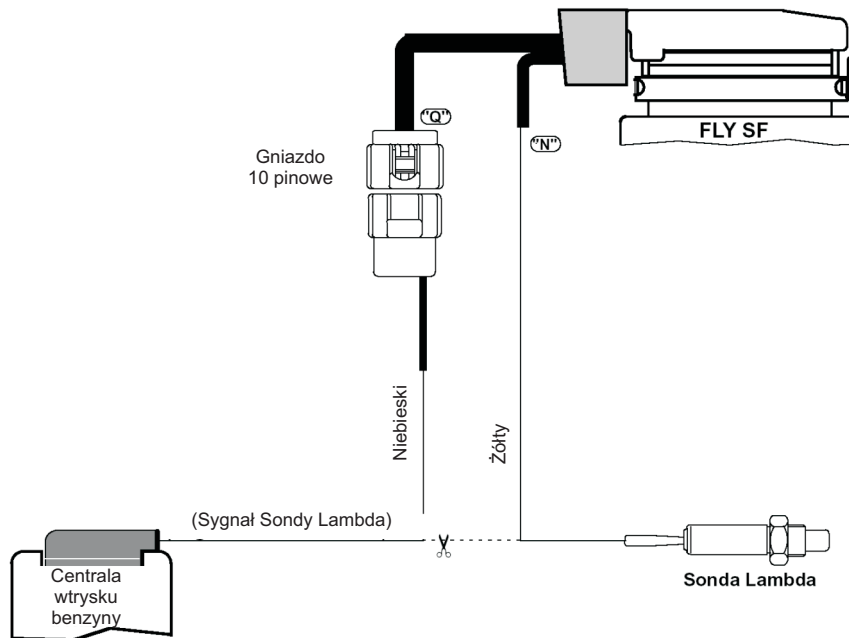 FLY SF
"Q"
"N"
Gniazdo
10 pinowe
Niebieski
Żółty
(Sygnał Sondy Lambda)
Centrala
wtrysku
benzyny
Sonda Lambda